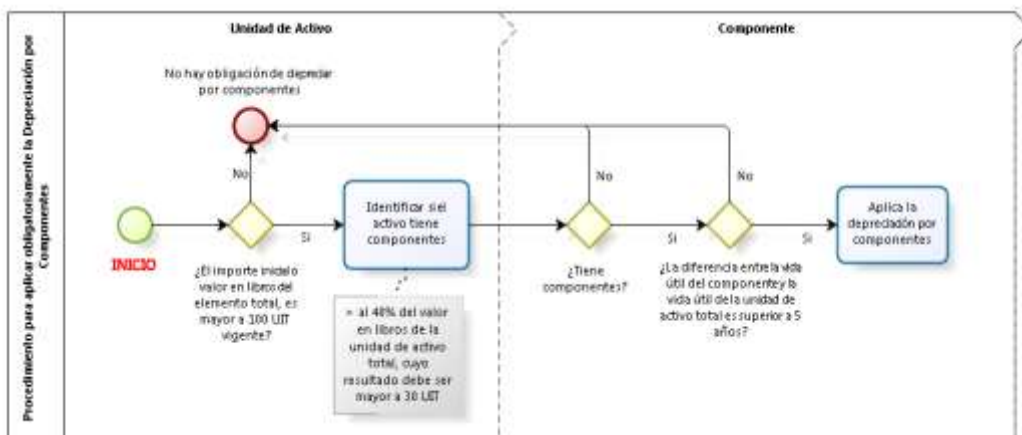 Procedimiento para aplicar obligatoriamente la Depreciación por
Componentes
Unidad de Activo
Componente
No hay obligación de depreciar
por componentes
No
No
No
INICIO
Si
Identificar si el
activo tiene
componentes
Si
Si
Aplica la
depreciación por
componentes
¿El importe inicial o
valor en libros del
elemento total, es
mayor a 100 UIT
vigente?
¿Tiene
componentes?
¿La diferencia entre la vida
útil del componente y la
vida útil de la unidad de
activo total es superior a 5
años?
= al 40% del valor
en libros de la
unidad de activo
total, cuyo
resultado debe ser
mayor a 30 UIT